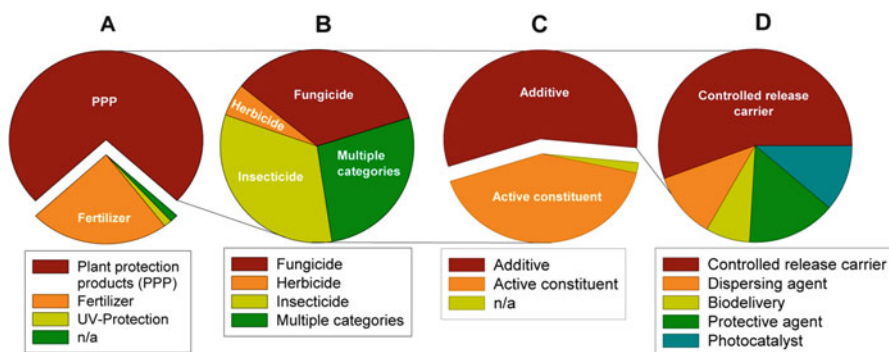 A
B
C
D
PPP
Fertilizer
Fungicide
Herbicide
Insecticide
Multiple
categories
Additive
Active constituent
Controlled release
carrier
Plant protection
products (PPP)
Fertilizer
UV-Protection
n/a
Fungicide
Herbicide
Insecticide
Multiple categories
Additive
Active constituent
n/a
Controlled release carrier
Dispersing agent
Biodelivery
Protective agent
Photocatalyst